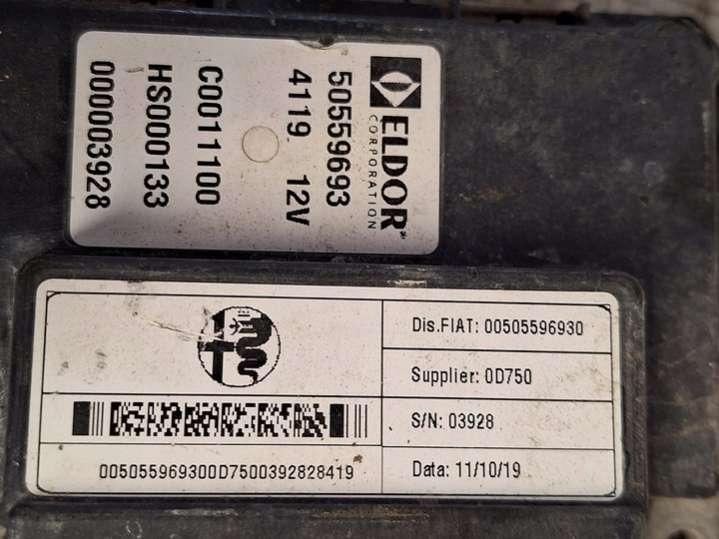 ELDOR
CORPORATION
50559693
4119 12V
C0011100
HS000133
000003928
Dis.FIAT: 00505596930
Supplier: 0D750
S/N: 03928
Data: 11/10/19
005055969300D7500392828419